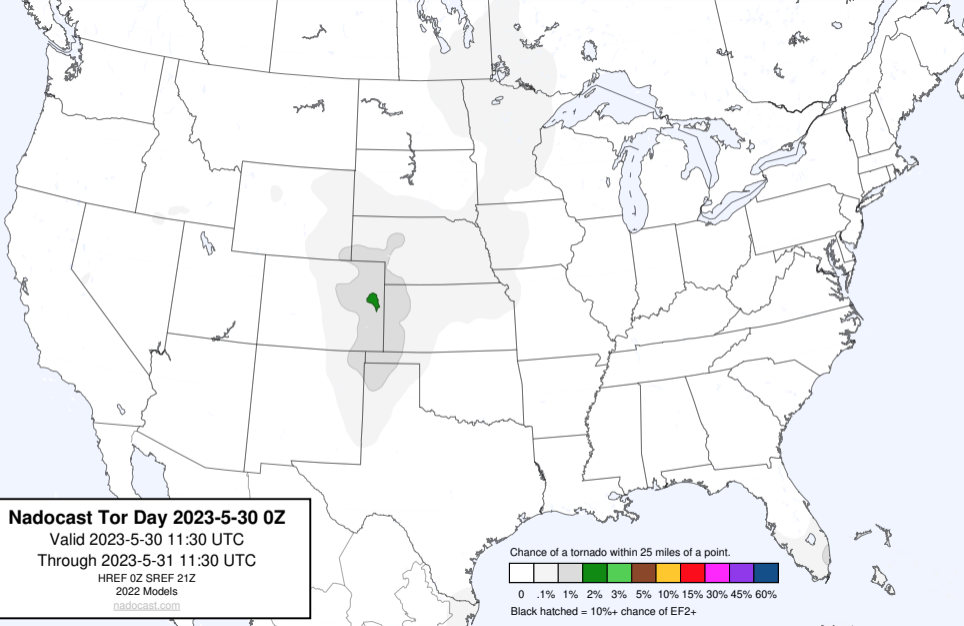 Nadocast Tor Day 2023-5-30 0Z
Valid 2023-5-30 11:30 UTC
Through 2023-5-31 11:30 UTC
HREF 0Z SREF 21Z
2022 Models
nadocast.com
Chance of a tornado within 25 miles of a point.
0 .1% 1% 2% 3% 5% 10% 15% 30% 45% 60%
Black hatched = 10%+ chance of EF2+